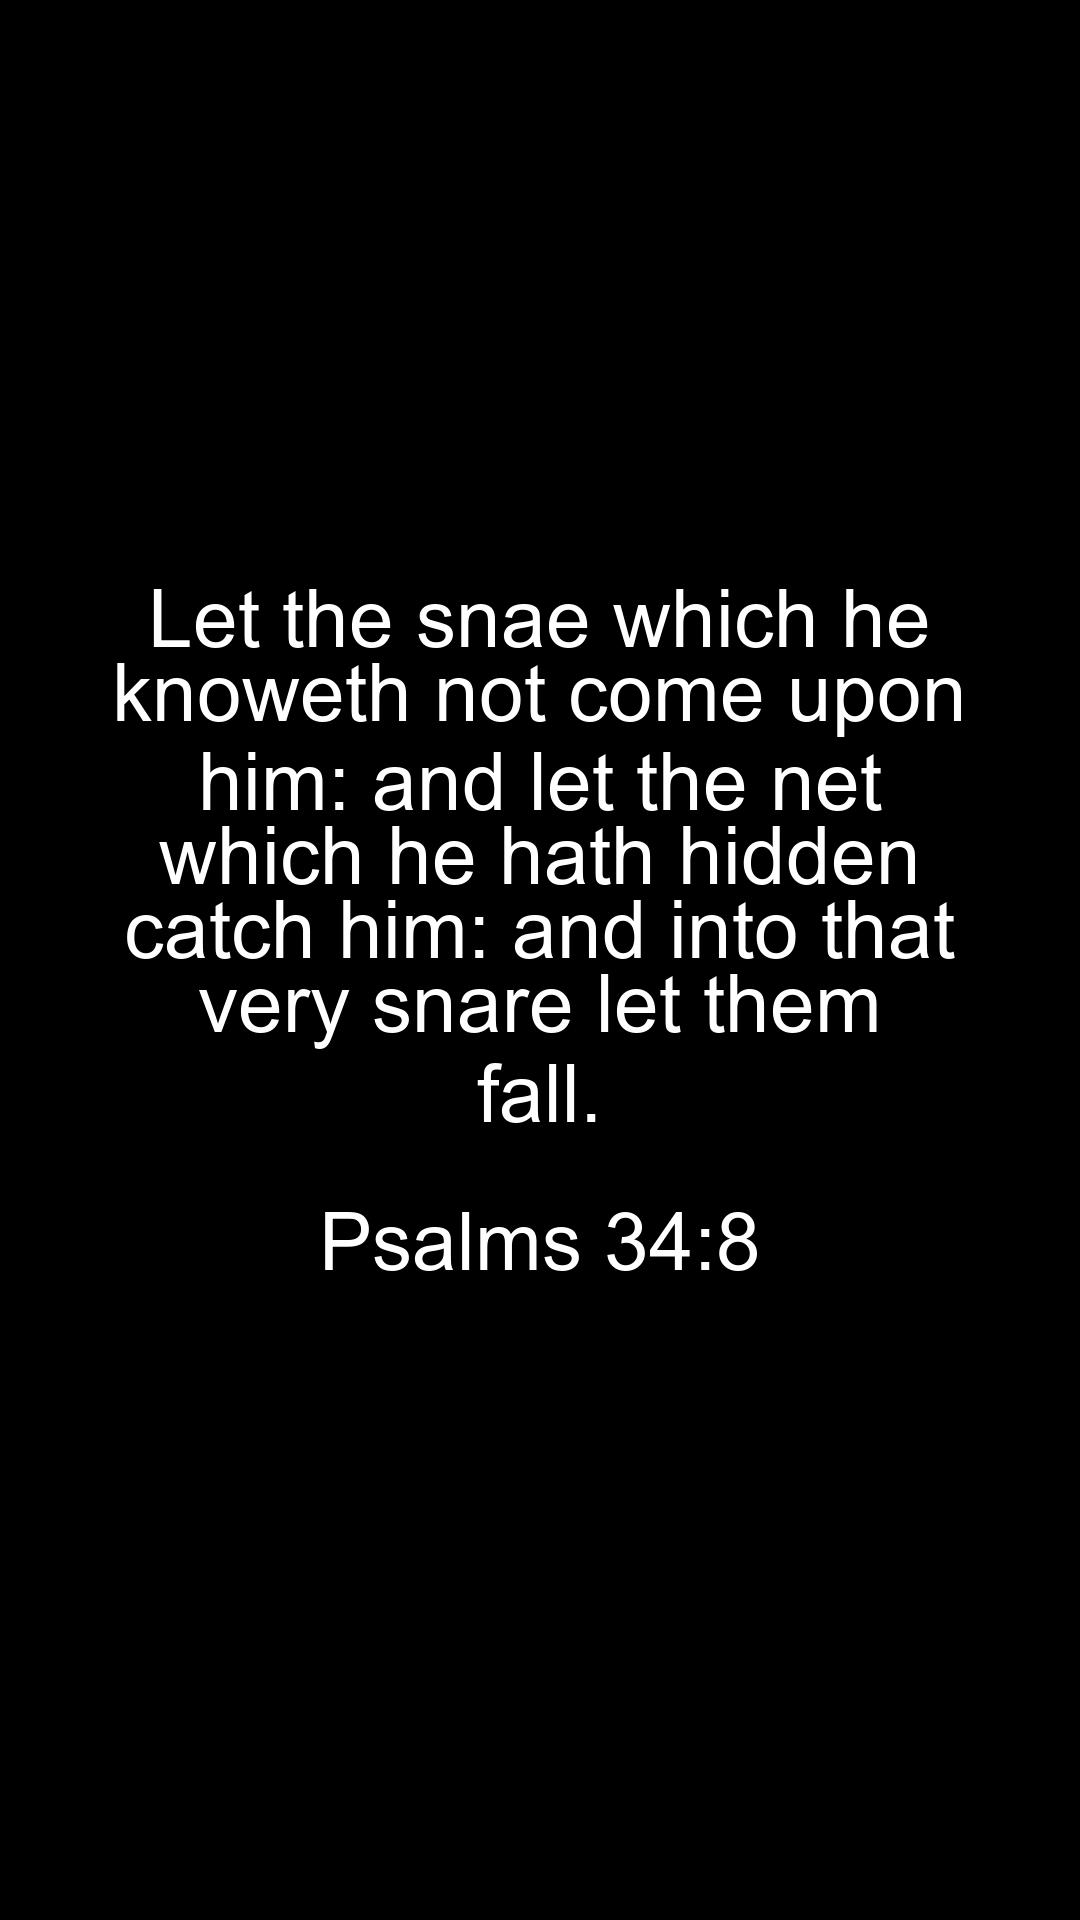 Let the snae which he
knoweth not come upon
him: and let the net
which he hath hidden
catch him: and into that
very snare let them
fall.
Psalms 34:8